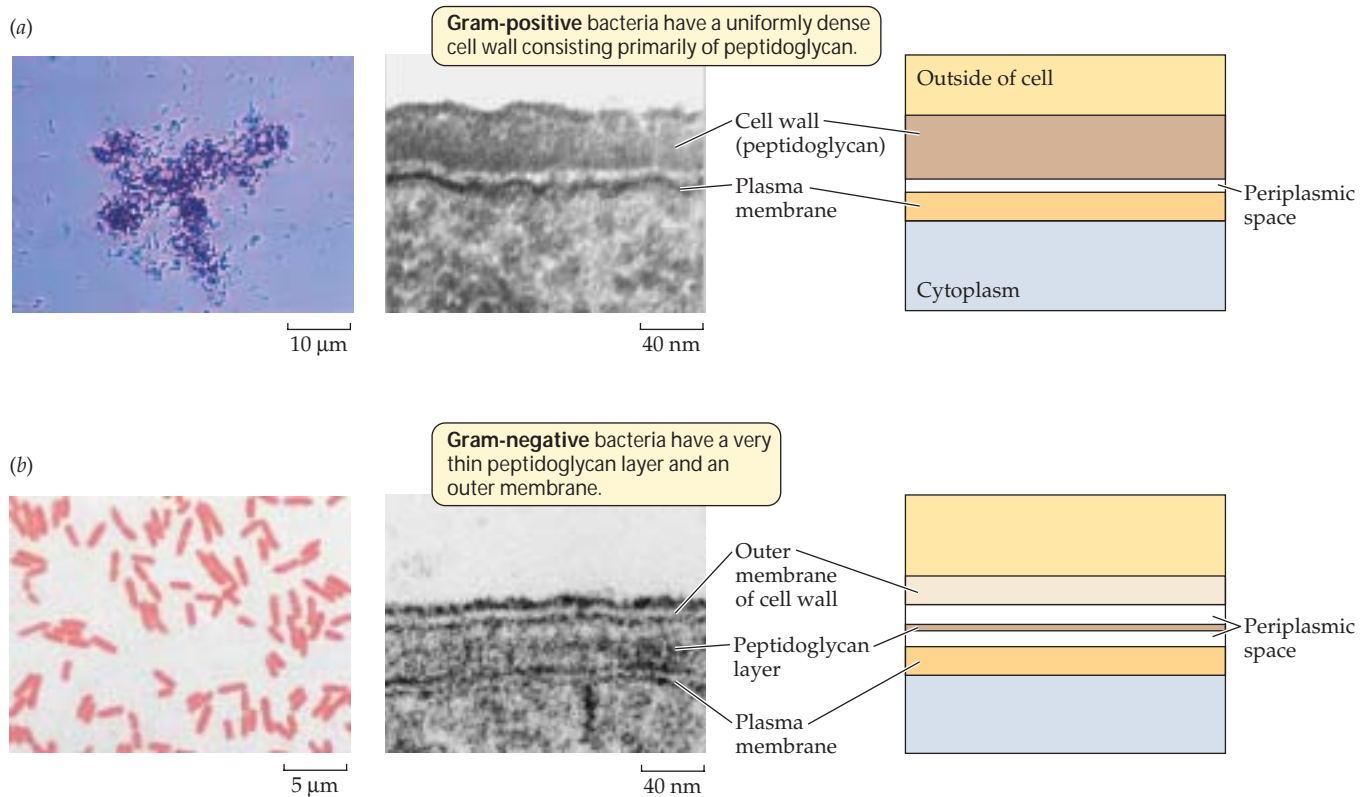 (a)
Gram-positive bacteria have a uniformly dense
cell wall consisting primarily of peptidoglycan.
Outside of cell
Cell wall
(peptidoglycan)
Plasma
membrane
Periplasmic
space
Cytoplasm
10 µm
40 nm
(b)
Gram-negative bacteria have a very
thin peptidoglycan layer and an
outer membrane.
Outer
membrane
of cell wall
Periplasmic
space
Peptidoglycan
layer
Plasma
membrane
5 µm
40 nm